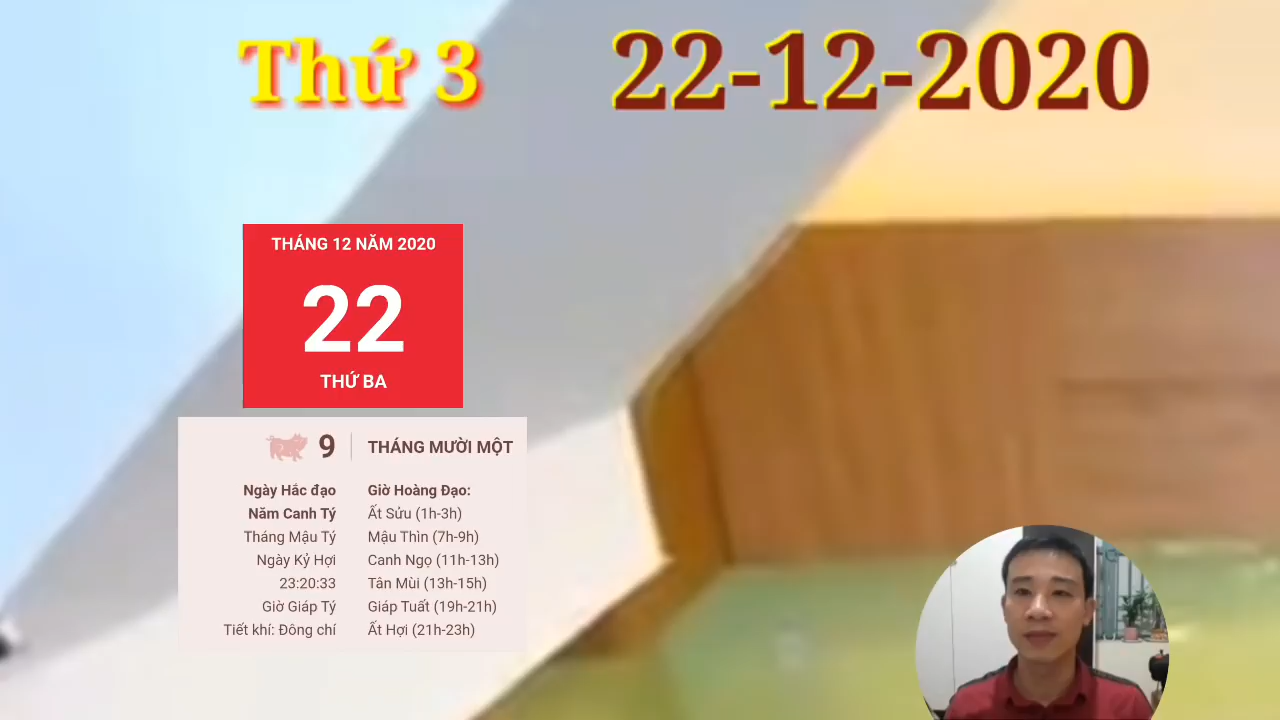 Thứ 3 22-12-2020
THÁNG 12 NĂM 2020
22
THỨ BA
9 THÁNG MƯỜI MỘT
Ngày Hắc đạo Giờ Hoàng Đạo:
Năm Canh Tý Ất Sửu (1h-3h)
Tháng Mậu Tý Mậu Thìn (7h-9h)
Ngày Kỷ Hợi Canh Ngọ (11h-13h)
23:20:33 Tân Mùi (13h-15h)
Giờ Giáp Tý Giáp Tuất (19h-21h)
Tiết khí: Đông chí Ất Hợi (21h-23h)